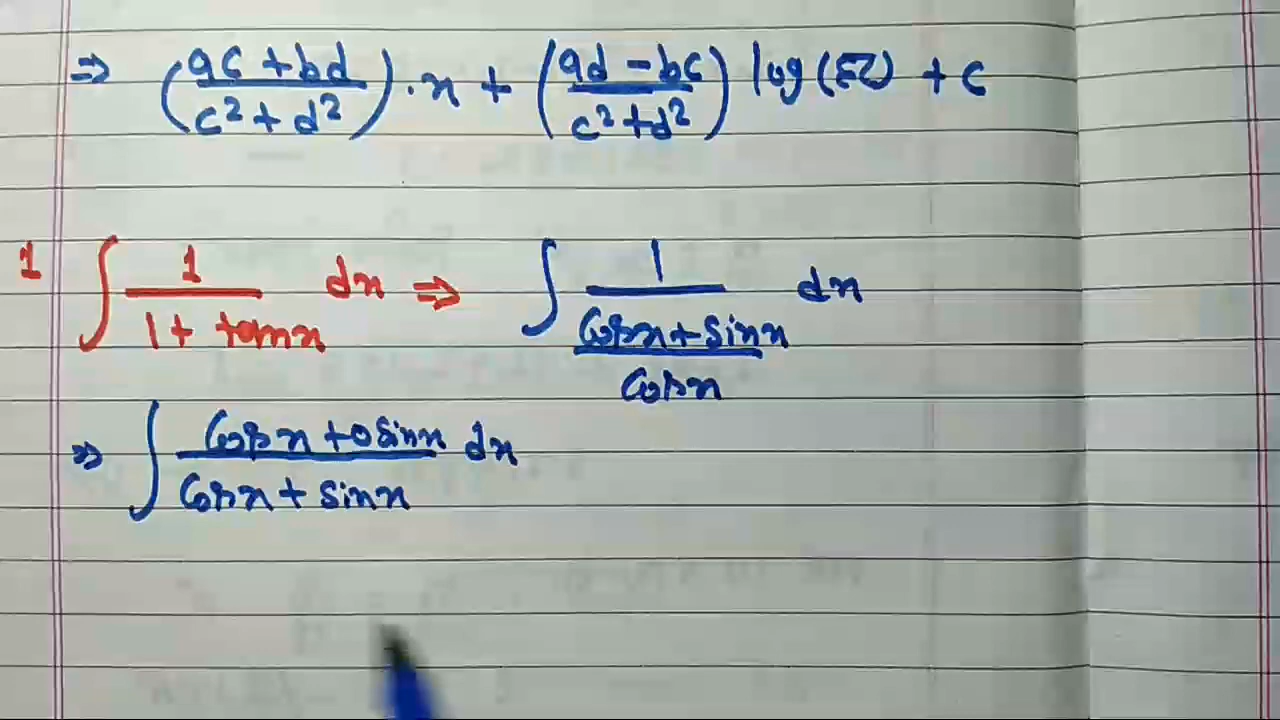 ⇒ (ac + bd / c² + d²) . x + (ad - bc / c² + d²) log (हर) + c
1 ∫ 1 / 1 + tanx dx ⇒ ∫ 1 / cosx + sinx / cosx dx
⇒ ∫ cosx + 0sinx / cosx + sinx dx